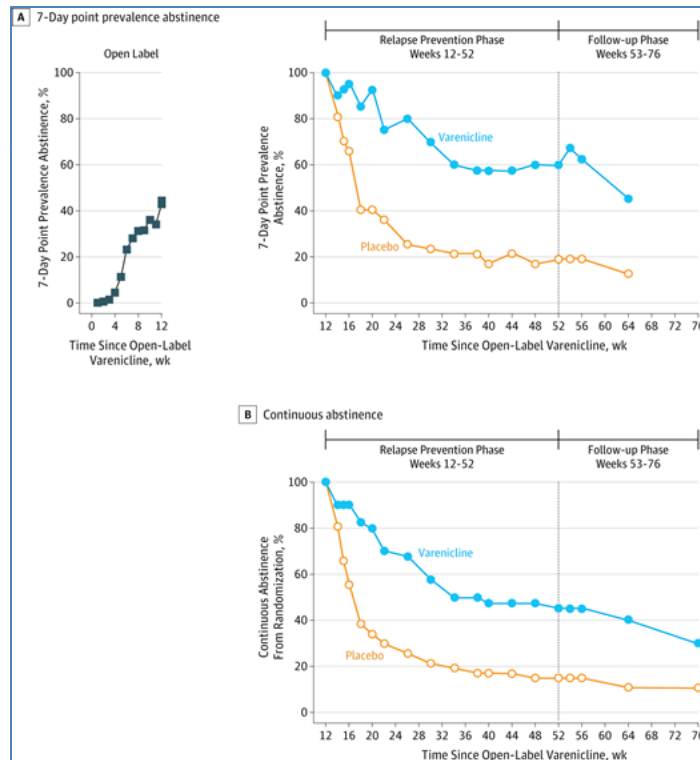 A 7-Day point prevalence abstinence
Open Label
7-Day Point Prevalence Abstinence, %
100
80
60
40
20
0
0 4 8 12
Time Since Open-Label
Varenicline, wk
Relapse Prevention Phase
Weeks 12-52
Follow-up Phase
Weeks 53-76
7-Day Point Prevalence
Abstinence, %
100
80
60
40
20
0
Varenicline
Placebo
12 16 20 24 28 32 36 40 44 48 52 56 60 64 68 72 76
Time Since Open-Label Varenicline, wk
B Continuous abstinence
Relapse Prevention Phase
Weeks 12-52
Follow-up Phase
Weeks 53-76
Continuous Abstinence
From Randomization, %
100
80
60
40
20
0
Varenicline
Placebo
12 16 20 24 28 32 36 40 44 48 52 56 60 64 68 72 76
Time Since Open-Label Varenicline, wk